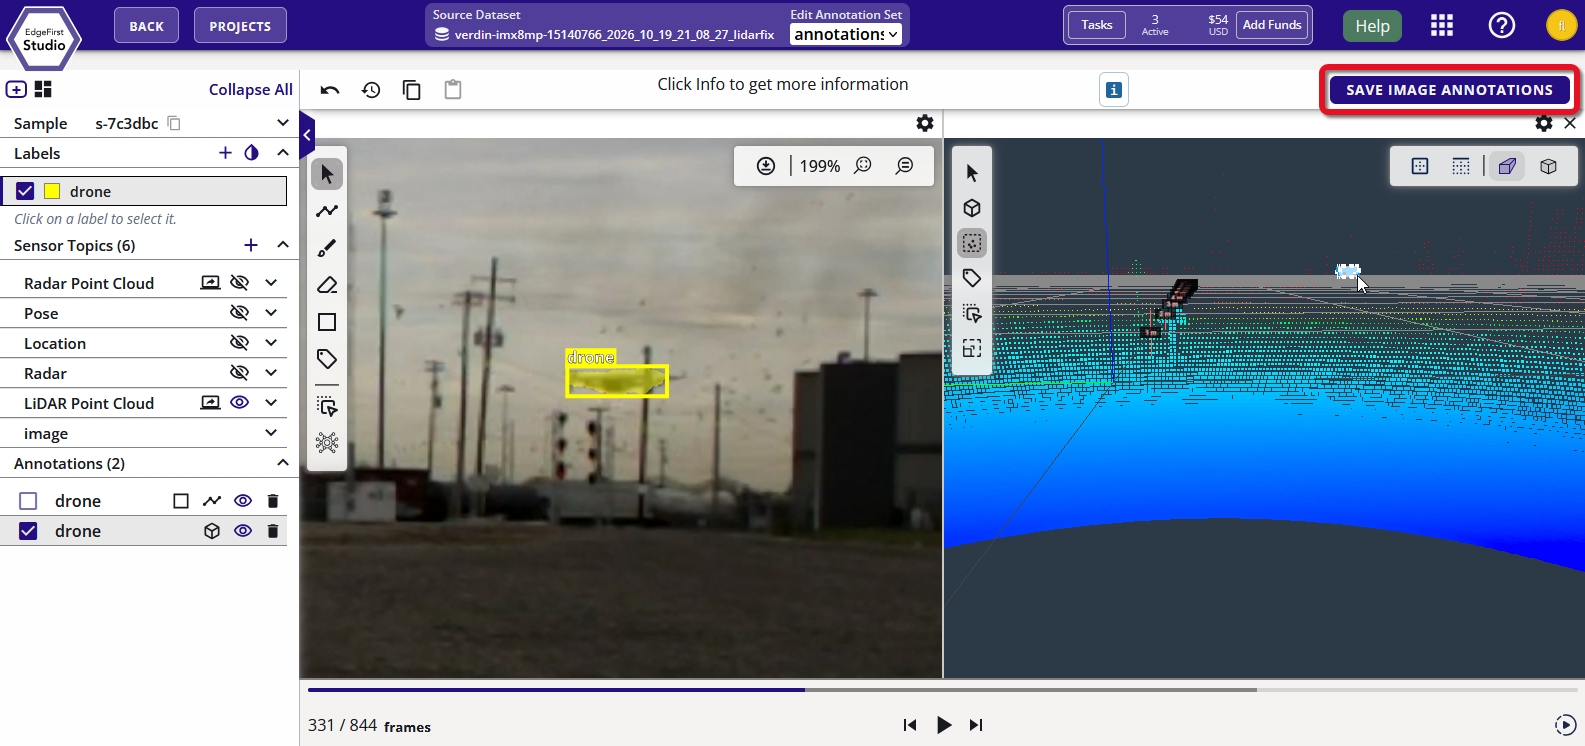 EdgeFirst
Studio
BACK
PROJECTS
Source Dataset
verdin-imx8mp-15140766_2026_10_19_21_08_27_lidarfix
Edit Annotation Set
annotations
Tasks
3
Active
$54
USD
Add Funds
Help
fl
Collapse All
Click Info to get more information
SAVE IMAGE ANNOTATIONS
Sample s-7c3dbc
Labels
drone
Click on a label to select it.
Sensor Topics (6)
Radar Point Cloud
Pose
Location
Radar
LiDAR Point Cloud
image
Annotations (2)
drone
drone
199%
drone
331 / 844 frames